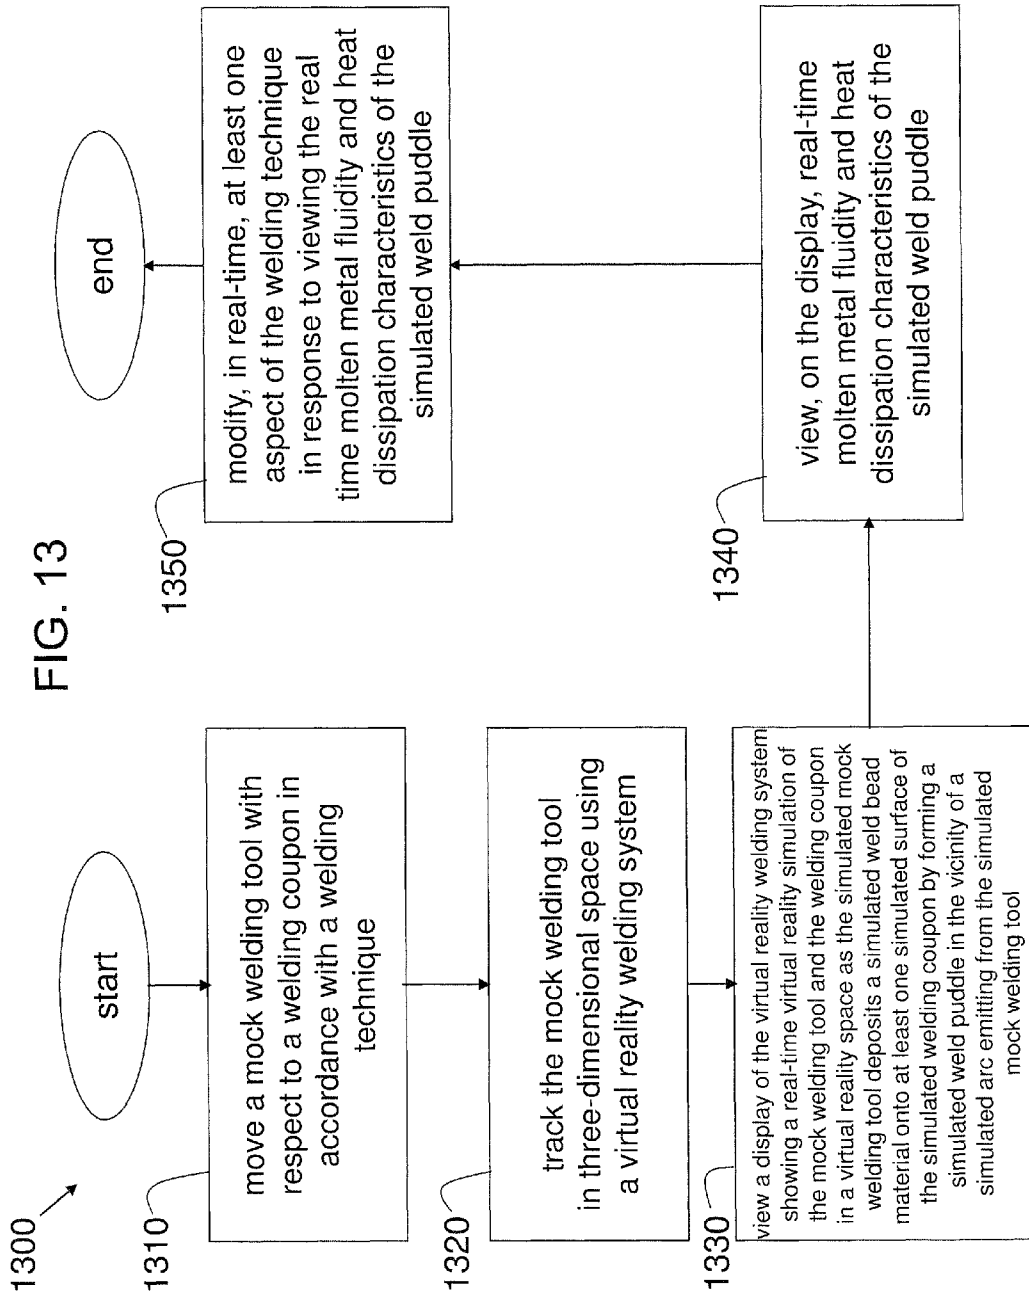 FIG. 13
1300
start
1310
move a mock welding tool with
respect to a welding coupon in
accordance with a welding
technique
1320
track the mock welding tool
in three-dimensional space using
a virtual reality welding system
1330
view a display of the virtual reality welding system
showing a real-time virtual reality simulation of
the mock welding tool and the welding coupon
in a virtual reality space as the simulated mock
welding tool deposits a simulated weld bead
material onto at least one simulated surface of
the simulated welding coupon by forming a
simulated weld puddle in the vicinity of a
simulated arc emitting from the simulated
mock welding tool
1340
view, on the display, real-time
molten metal fluidity and heat
dissipation characteristics of the
simulated weld puddle
1350
modify, in real-time, at least one
aspect of the welding technique
in response to viewing the real
time molten metal fluidity and heat
dissipation characteristics of the
simulated weld puddle
end